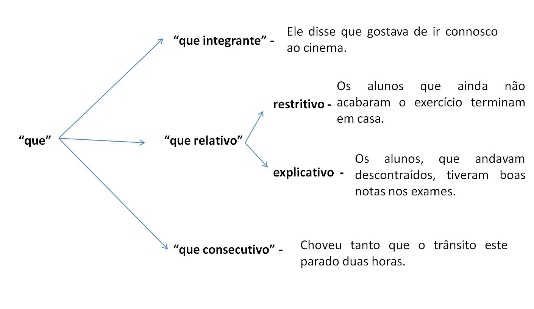 “que integrante” - Ele disse que gostava de ir connosco
ao cinema.
“que”
“que relativo”
restritivo - Os alunos que ainda não
acabaram o exercício terminam
em casa.
explicativo - Os alunos, que andavam
descontraídos, tiveram boas
notas nos exames.
“que consecutivo” - Choveu tanto que o trânsito este
parado duas horas.